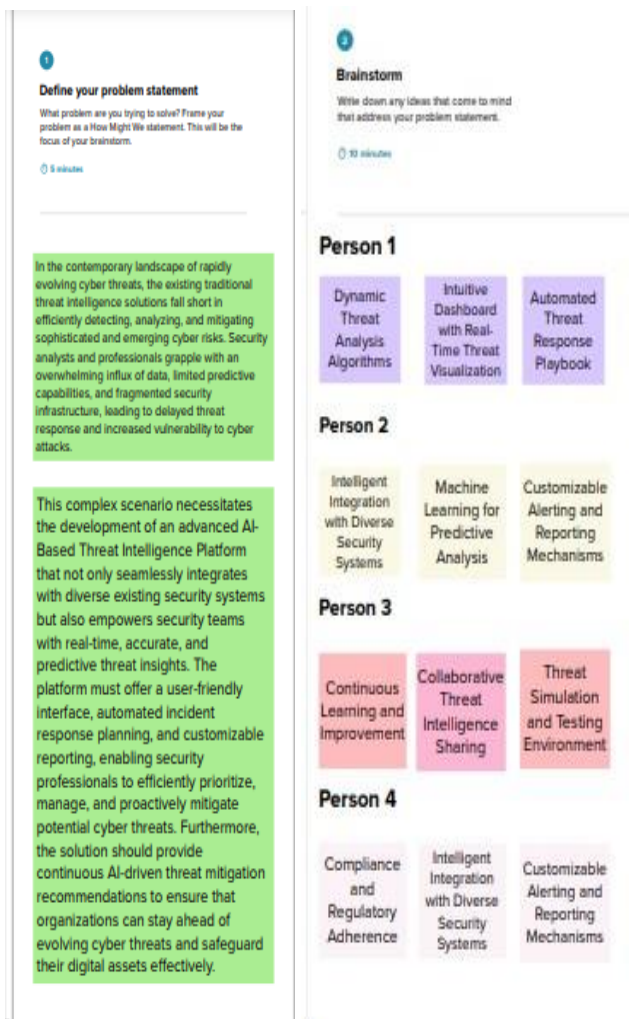 1
Define your problem statement
What problem are you trying to solve? Frame your
problem as a How Might We statement. This will be the
focus of your brainstorm.
5 minutes
In the contemporary landscape of rapidly
evolving cyber threats, the existing traditional
threat intelligence solutions fall short in
efficiently detecting, analyzing, and mitigating
sophisticated and emerging cyber risks. Security
analysts and professionals grapple with an
overwhelming influx of data, limited predictive
capabilities, and fragmented security
infrastructure, leading to delayed threat
response and increased vulnerability to cyber
attacks.
This complex scenario necessitates
the development of an advanced AI-
Based Threat Intelligence Platform
that not only seamlessly integrates
with diverse existing security systems
but also empowers security teams
with real-time, accurate, and
predictive threat insights. The
platform must offer a user-friendly
interface, automated incident
response planning, and customizable
reporting, enabling security
professionals to efficiently prioritize,
manage, and proactively mitigate
potential cyber threats. Furthermore,
the solution should provide
continuous AI-driven threat mitigation
recommendations to ensure that
organizations can stay ahead of
evolving cyber threats and safeguard
their digital assets effectively.
2
Brainstorm
Write down any ideas that come to mind
that address your problem statement.
10 minutes
Person 1
Dynamic
Threat
Analysis
Algorithms
Intuitive
Dashboard
with Real-
Time Threat
Visualization
Automated
Threat
Response
Playbook
Person 2
Intelligent
Integration
with Diverse
Security
Systems
Machine
Learning for
Predictive
Analysis
Customizable
Alerting and
Reporting
Mechanisms
Person 3
Continuous
Learning and
Improvement
Collaborative
Threat
Intelligence
Sharing
Threat
Simulation
and Testing
Environment
Person 4
Compliance
and
Regulatory
Adherence
Intelligent
Integration
with Diverse
Security
Systems
Customizable
Alerting and
Reporting
Mechanisms